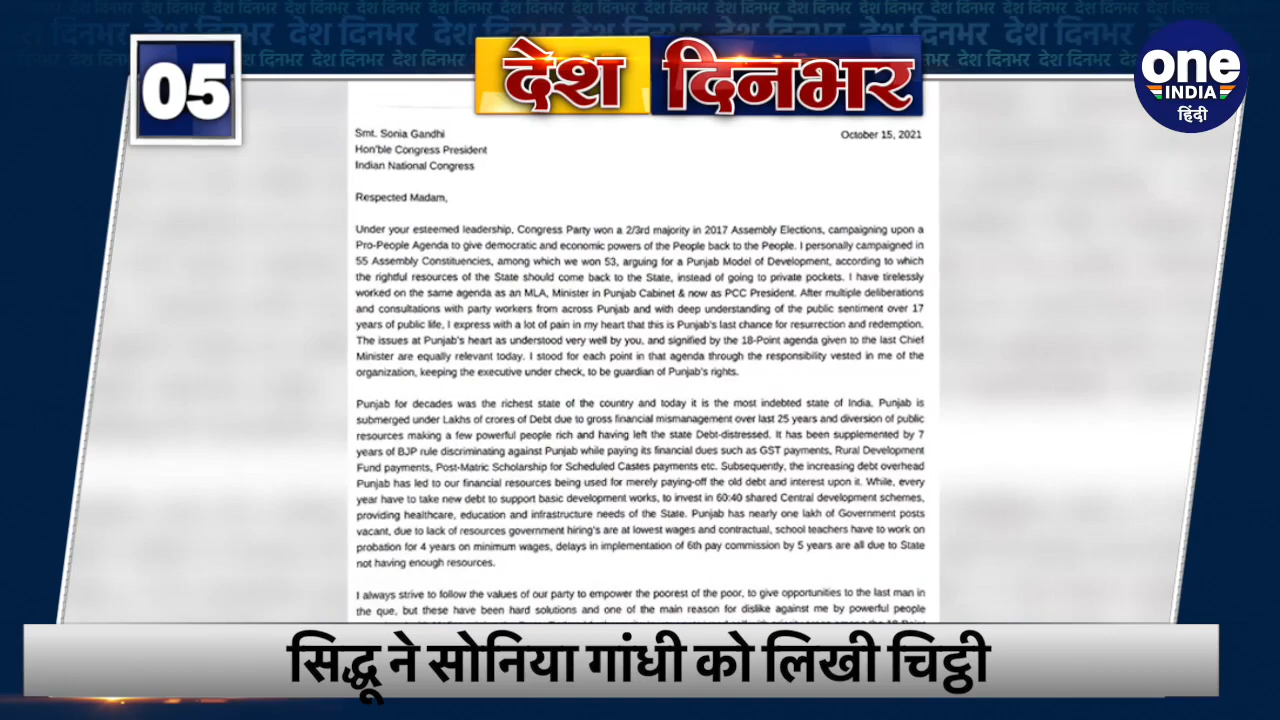 05
देश दिनभर
one
INDIA
हिंदी
Smt. Sonia Gandhi
October 15, 2021
Hon'ble Congress President
Indian National Congress
Respected Madam,
Under your esteemed leadership, Congress Party won a 2/3rd majority in 2017 Assembly Elections, campaigning upon a
Pro-People Agenda to give democratic and economic powers of the People back to the People. I personally campaigned in
55 Assembly Constituencies, among which we won 53, arguing for a Punjab Model of Development, according to which
the rightful resources of the State should come back to the State, instead of going to private pockets. I have tirelessly
worked on the same agenda as an MLA, Minister in Punjab Cabinet & now as PCC President. After multiple deliberations
and consultations with party workers from across Punjab and with deep understanding of the public sentiment over 17
years of public life, I express with a lot of pain in my heart that this is Punjab's last chance for resurrection and redemption.
The issues at Punjab's heart as understood very well by you, and signified by the 18-Point agenda given to the last Chief
Minister are equally relevant today. I stood for each point in that agenda through the responsibility vested in me of the
organization, keeping the executive under check, to be guardian of Punjab's rights.
Punjab for decades was the richest state of the country and today it is the most indebted state of India. Punjab is
submerged under Lakhs of crores of Debt due to gross financial mismanagement over last 25 years and diversion of public
resources making a few powerful people rich and having left the state Debt-distressed. It has been supplemented by 7
years of BJP rule discriminating against Punjab while paying its financial dues such as GST payments, Rural Development
Fund payments, Post-Matric Scholarship for Scheduled Castes payments etc. Subsequently, the increasing debt overhead
Punjab has led to our financial resources being used for merely paying-off the old debt and interest upon it. While, every
year have to take new debt to support basic development works, to invest in 60:40 shared Central development schemes,
providing healthcare, education and infrastructure needs of the State. Punjab has nearly one lakh of Government posts
vacant, due to lack of resources government hiring's are at lowest wages and contractual, school teachers have to work on
probation for 4 years on minimum wages, delays in implementation of 6th pay commission by 5 years are all due to State
not having enough resources.
I always strive to follow the values of our party to empower the poorest of the poor, to give opportunities to the last man in
the que, but these have been hard solutions and one of the main reason for dislike against me by powerful people
सिद्धू ने सोनिया गांधी को लिखी चिट्ठी